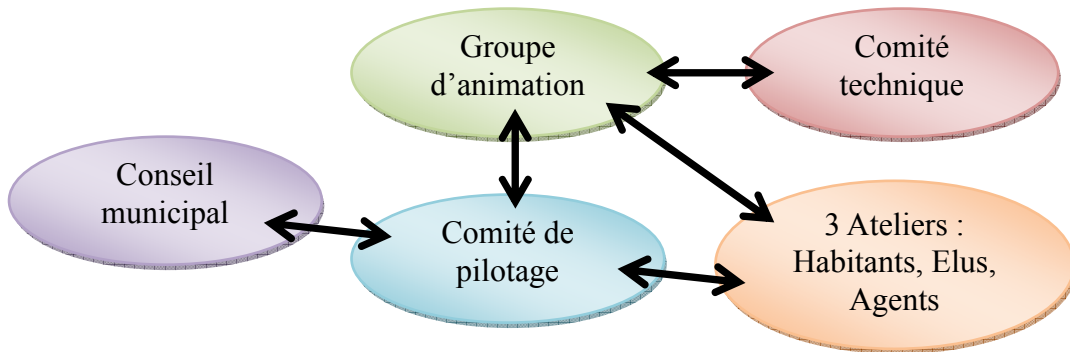 Groupe
d’animation
Comité
technique
Conseil
municipal
Comité de
pilotage
3 Ateliers :
Habitants, Elus,
Agents